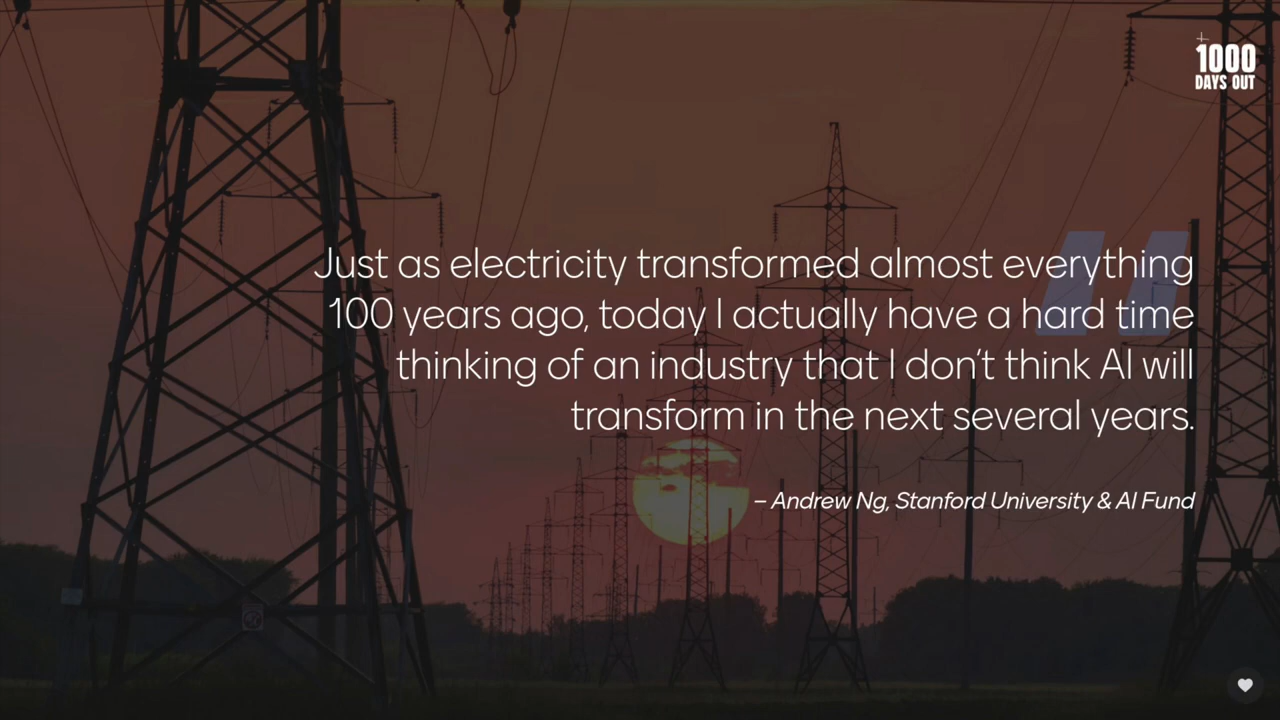 1000
DAYS OUT
Just as electricity transformed almost everything
100 years ago, today I actually have a hard time
thinking of an industry that I don't think AI will
transform in the next several years.
– Andrew Ng, Stanford University & AI Fund